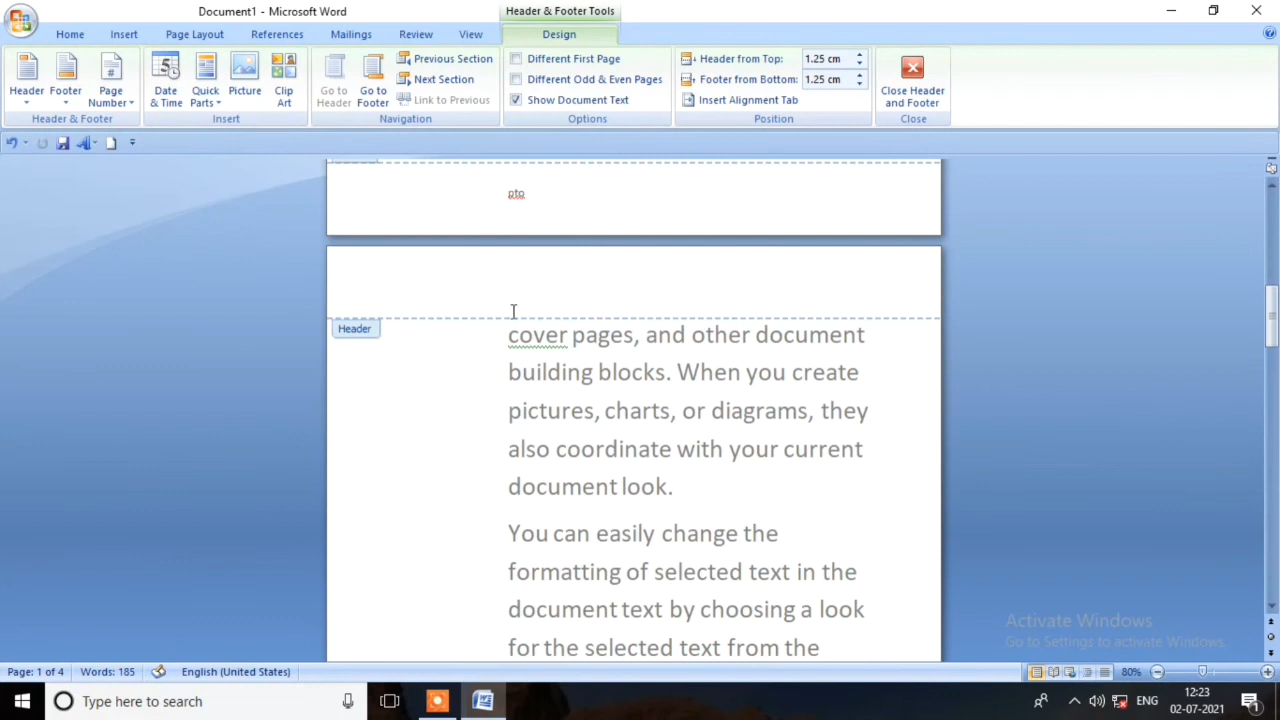 Document1 - Microsoft Word
Header & Footer Tools
Home Insert Page Layout References Mailings Review View Design
Header Footer Page Number
Header & Footer
Date & Time Quick Parts Picture Clip Art
Insert
Go to Header Go to Footer Previous Section Next Section Link to Previous
Navigation
Different First Page
Different Odd & Even Pages
Show Document Text
Options
Header from Top: 1.25 cm
Footer from Bottom: 1.25 cm
Insert Alignment Tab
Position
Close Header and Footer
Close
pto
Header
cover pages, and other document
building blocks. When you create
pictures, charts, or diagrams, they
also coordinate with your current
document look.
You can easily change the
formatting of selected text in the
document text by choosing a look
for the selected text from the
Activate Windows
Go to Settings to activate Windows.
Page: 1 of 4 Words: 185 English (United States) 80%
Type here to search
ENG
12:23
02-07-2021
1